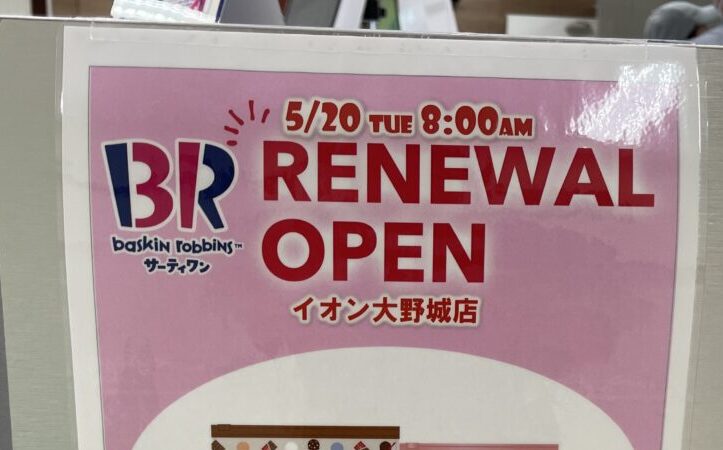 5/20 TUE 8:00AM
RENEWAL
OPEN
BR
baskin robbins™
サーティワン
イオン大野城店